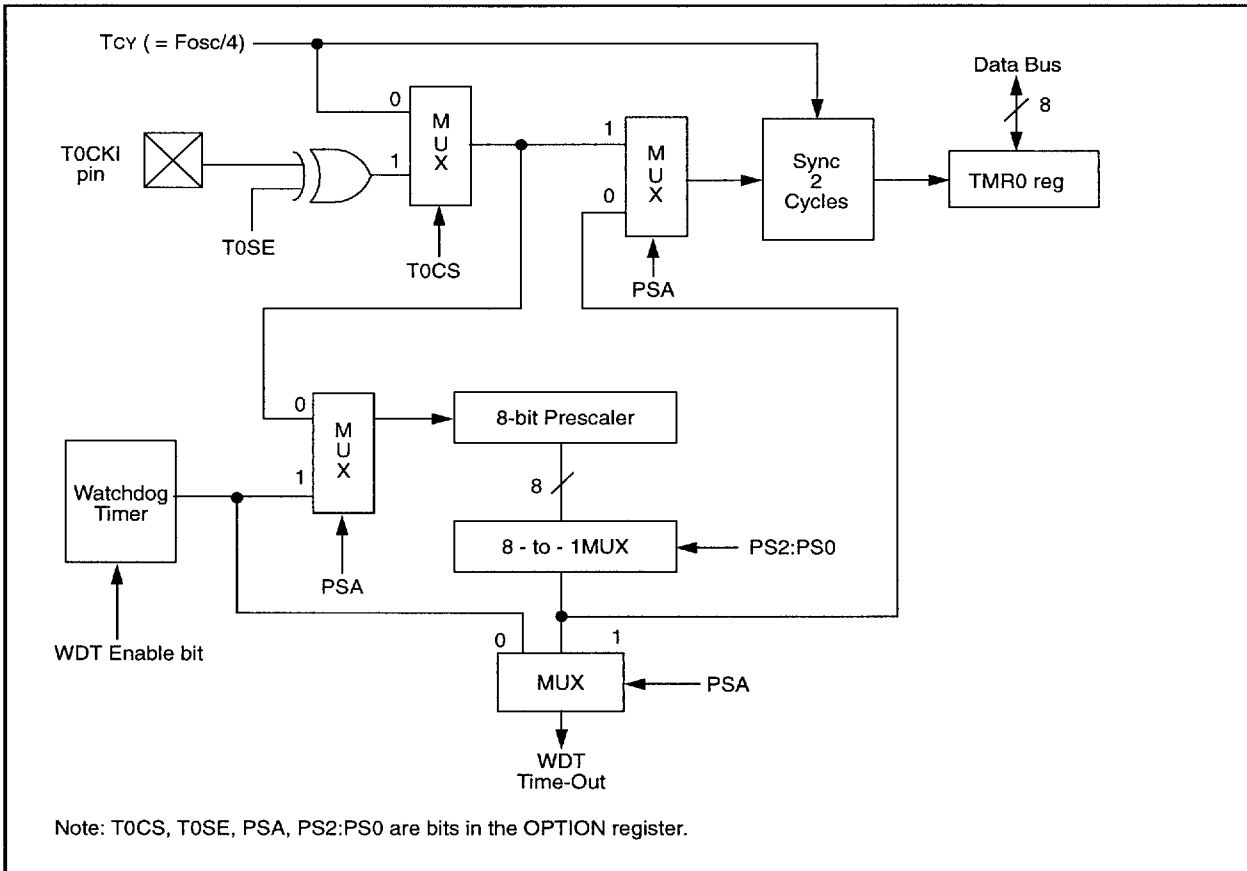 TCY ( = Fosc/4)
Data Bus
8
0
M
U
X
1
T0CKI
pin
T0SE
T0CS
1
M
U
X
0
PSA
Sync
2
Cycles
TMR0 reg
0
M
U
X
1
PSA
8-bit Prescaler
8
8 - to - 1MUX
PS2:PS0
Watchdog
Timer
WDT Enable bit
0
1
MUX
PSA
WDT
Time-Out
Note: T0CS, T0SE, PSA, PS2:PS0 are bits in the OPTION register.